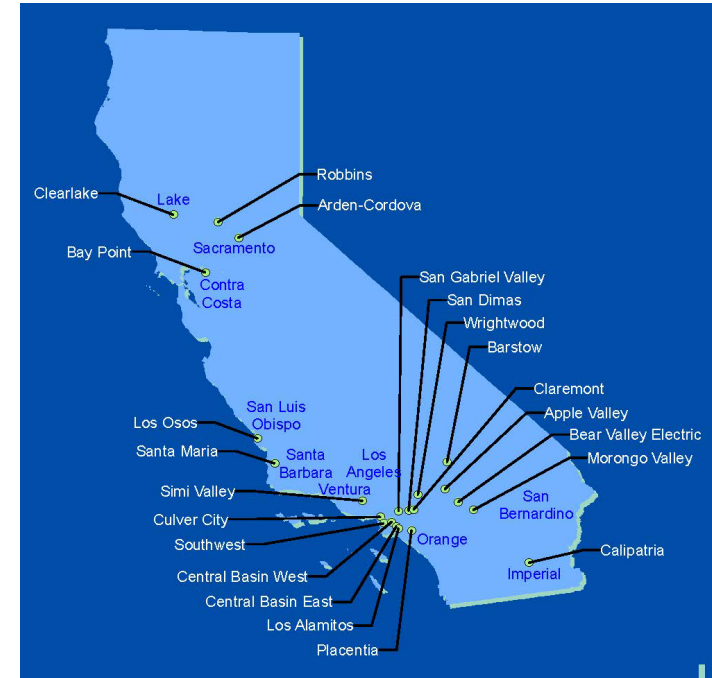 Robbins
Clearlake
Lake
Arden-Cordova
Sacramento
Bay Point
Contra
Costa
San Gabriel Valley
San Dimas
Wrightwood
Barstow
Claremont
Apple Valley
San Luis
Obispo
Los Osos
Bear Valley Electric
Santa Maria
Santa
Barbara
Los
Angeles
Morongo Valley
Ventura
Simi Valley
San
Bernardino
Culver City
Orange
Southwest
Calipatria
Imperial
Central Basin West
Central Basin East
Los Alamitos
Placentia